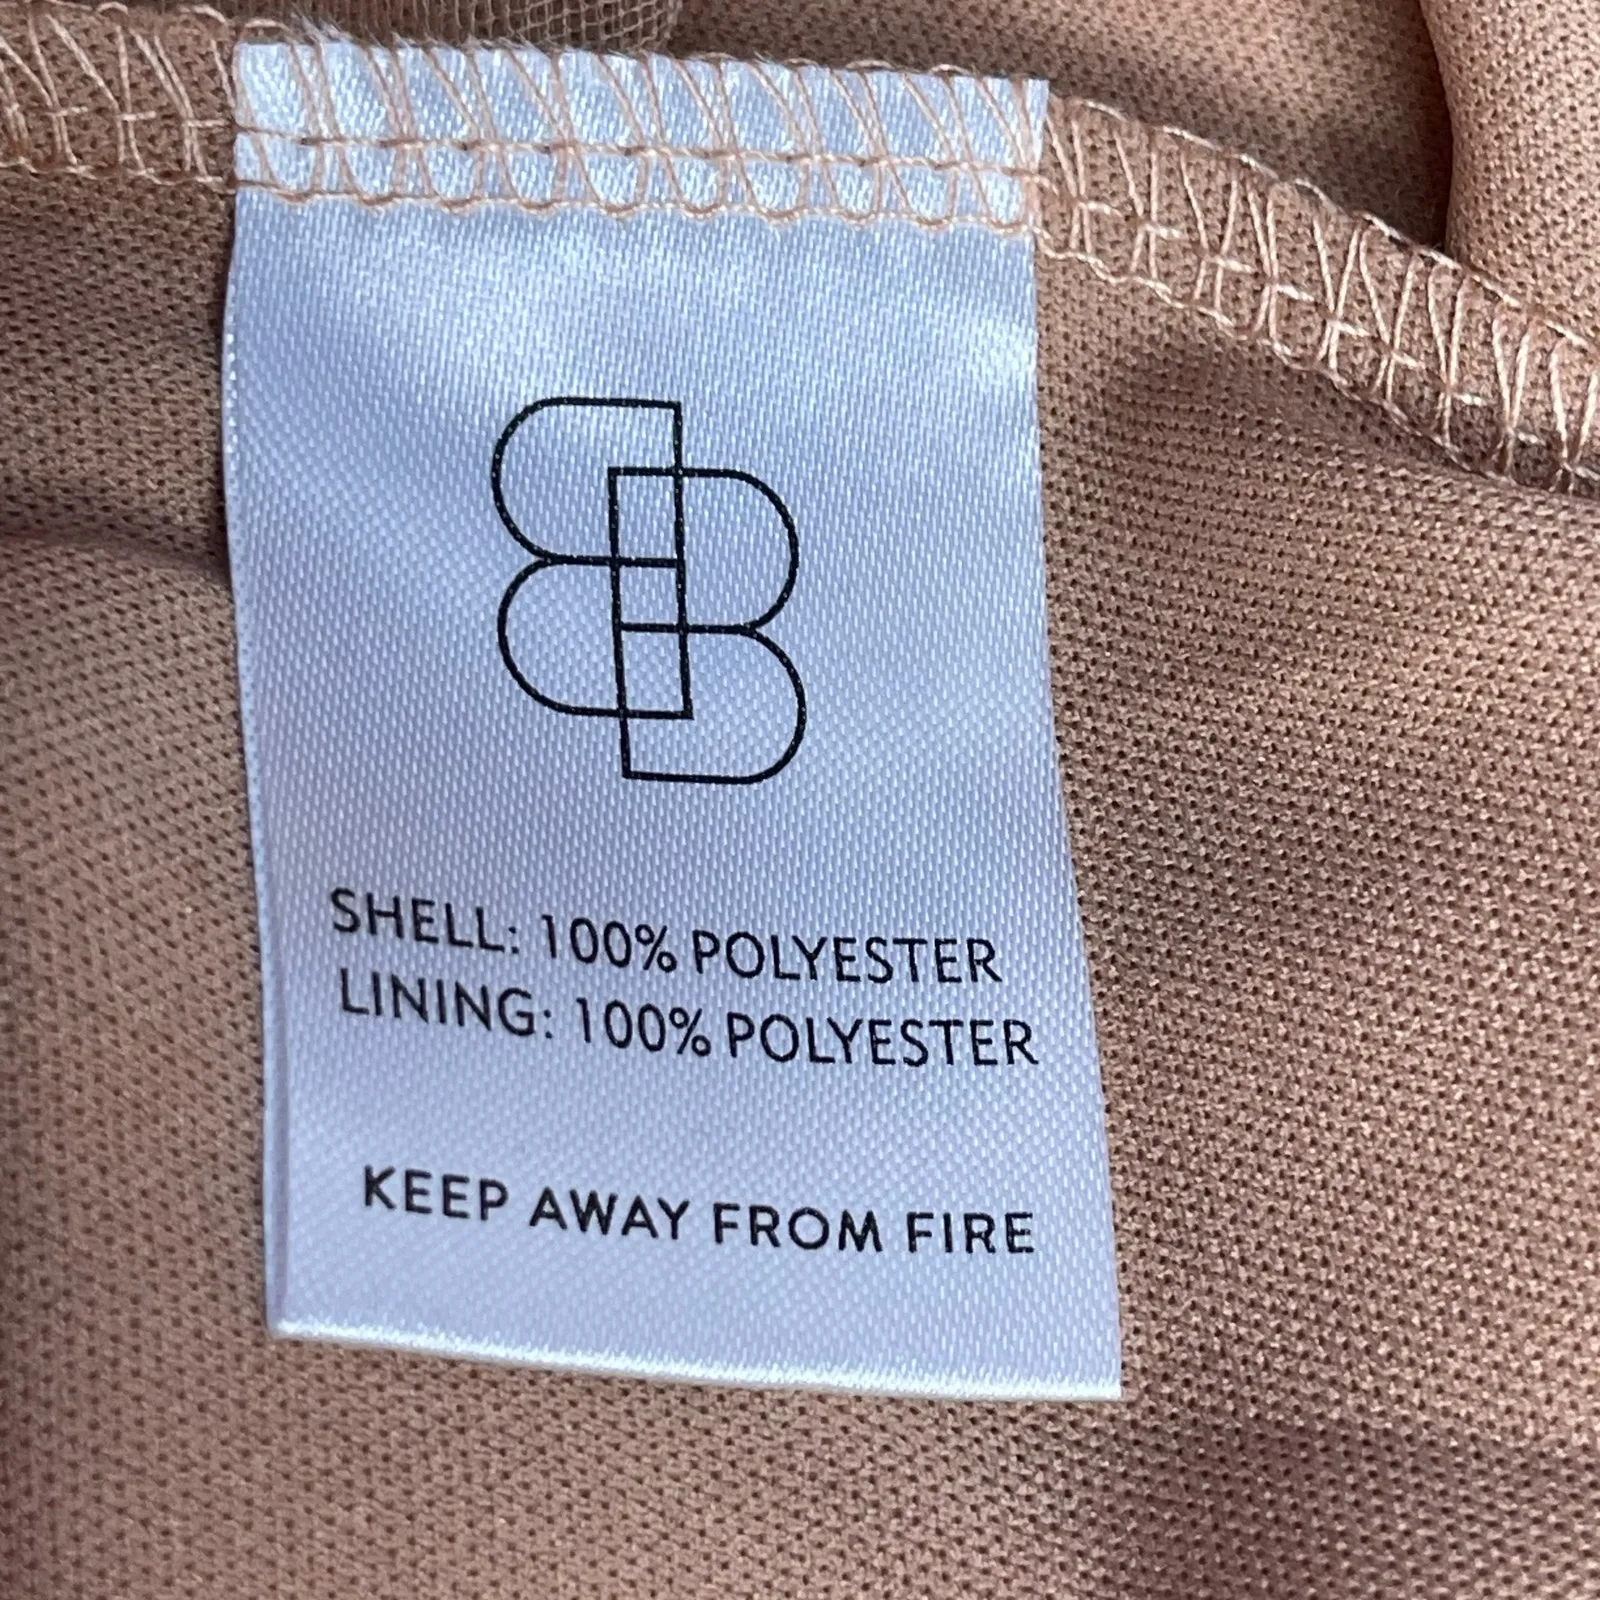 SHELL: 100% POLYESTER
LINING: 100% POLYESTER
KEEP AWAY FROM FIRE